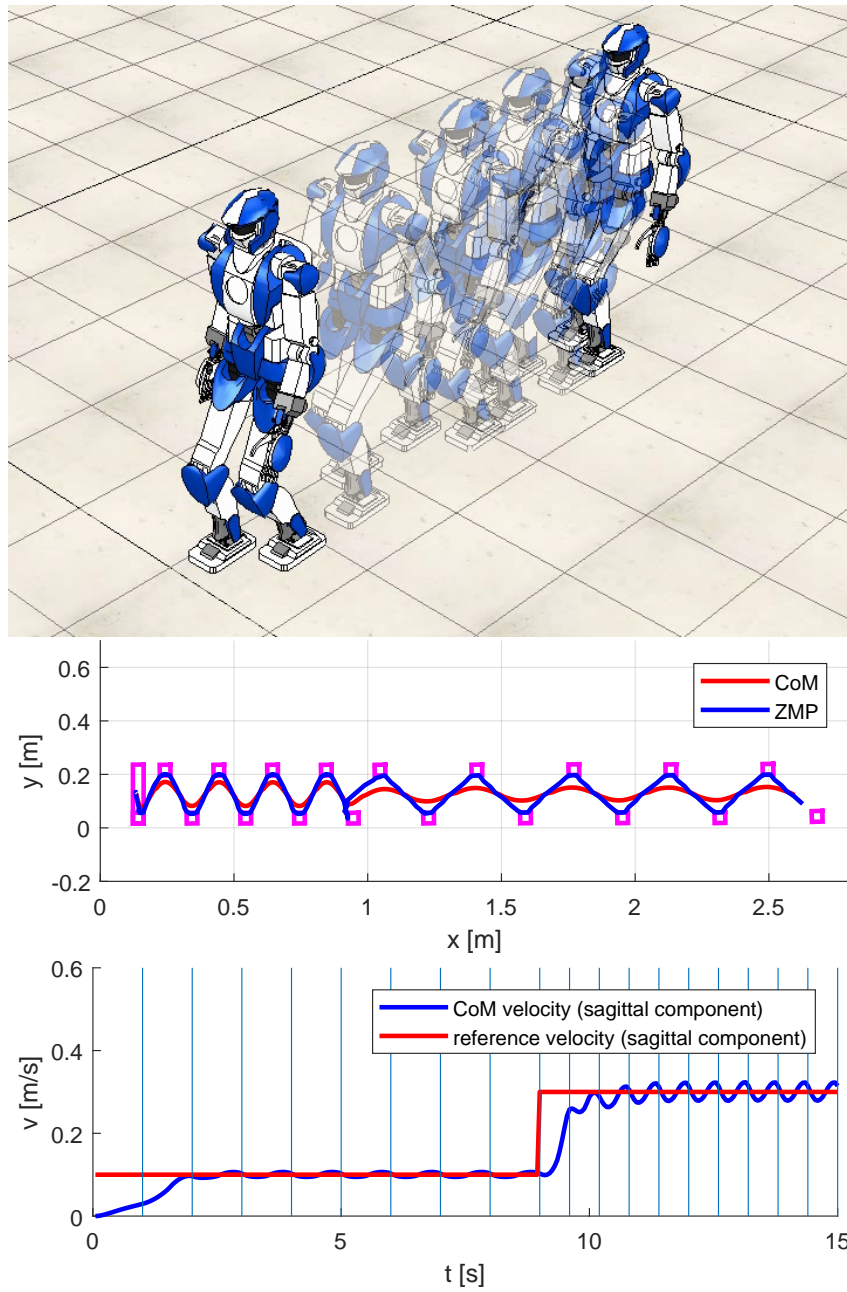 0.6
0.4
0.2
0
-0.2
y [m]
CoM
ZMP
0 0.5 1 1.5 2 2.5
x [m]
0.6
0.4
0.2
0
v [m/s]
CoM velocity (sagittal component)
reference velocity (sagittal component)
0 5 10 15
t [s]